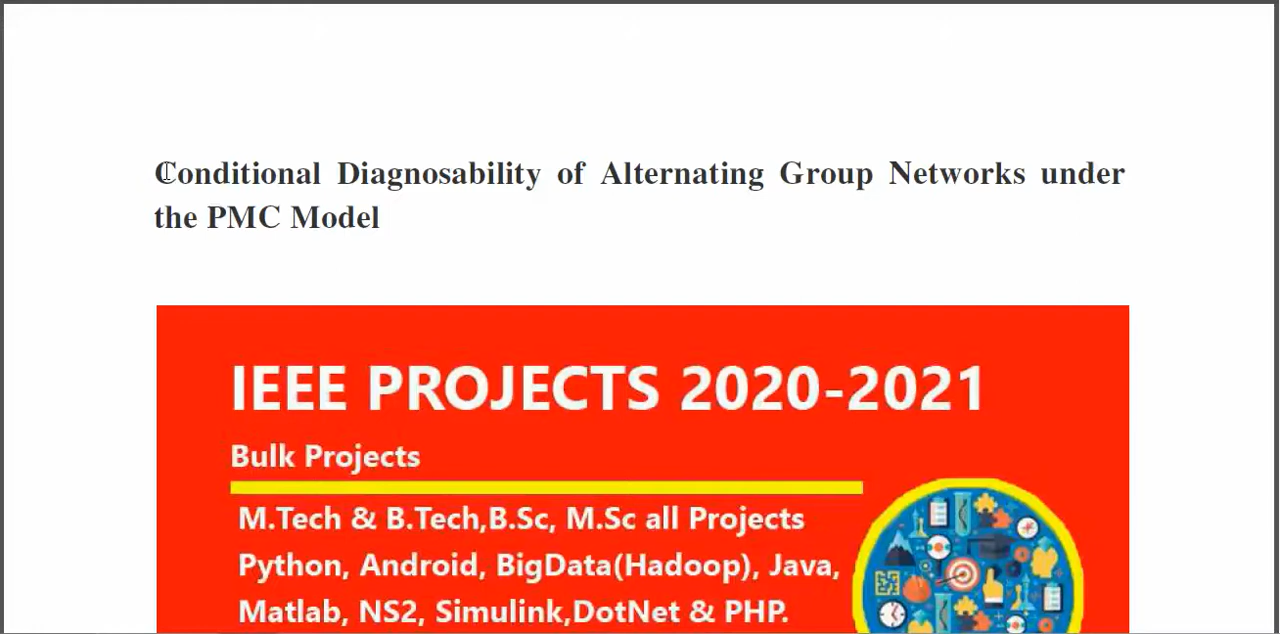 Conditional Diagnosability of Alternating Group Networks under
the PMC Model
IEEE PROJECTS 2020-2021
Bulk Projects
M.Tech & B.Tech,B.Sc, M.Sc all Projects
Python, Android, BigData(Hadoop), Java,
Matlab, NS2, Simulink,DotNet & PHP.